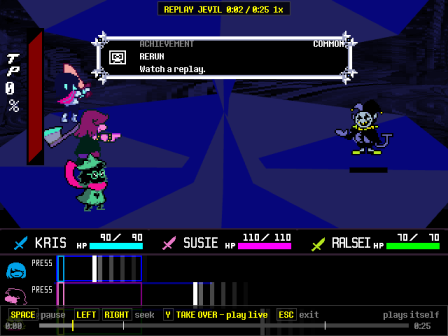 REPLAY JEVIL 0:02 / 0:25 1x
ACHIEVEMENT COMMON
RERUN
Watch a replay.
TP
0
%
KRIS HP 90/ 90 SUSIE HP 110/ 110 RALSEI HP 70/ 70
PRESS
PRESS
SPACE pause LEFT RIGHT seek Y TAKE OVER - play live ESC exit plays itself
0:00 0:25